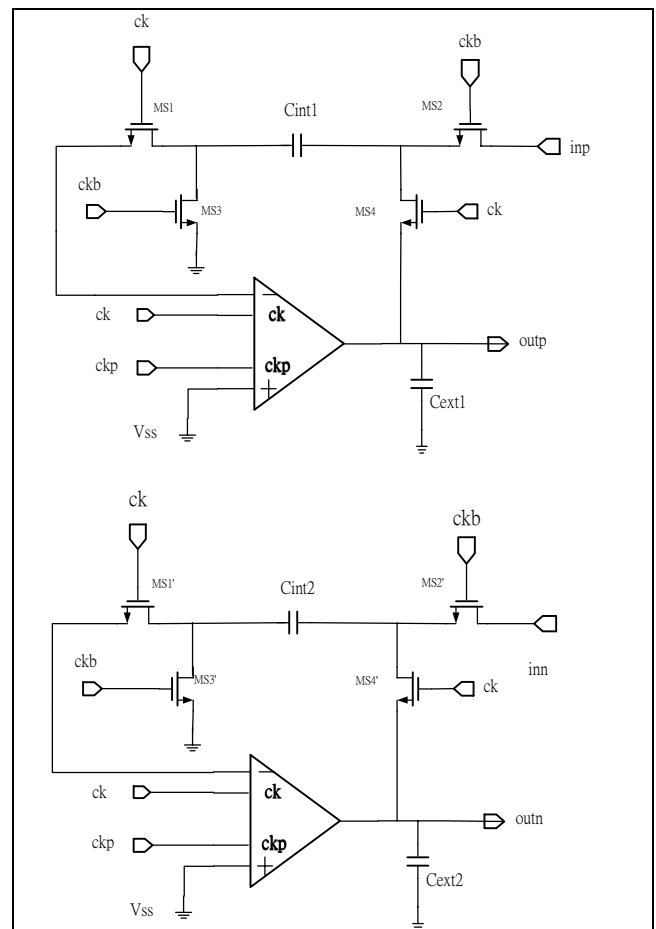 ck
ckb
MS1
Cint1
MS2
inp
ckb
MS3
MS4
ck
ck
ck
ckp
ckp
outp
Cext1
Vss
ck
ckb
MS1'
Cint2
MS2'
ckb
MS3'
MS4'
inn
ck
ck
ck
ckp
ckp
outn
Cext2
Vss